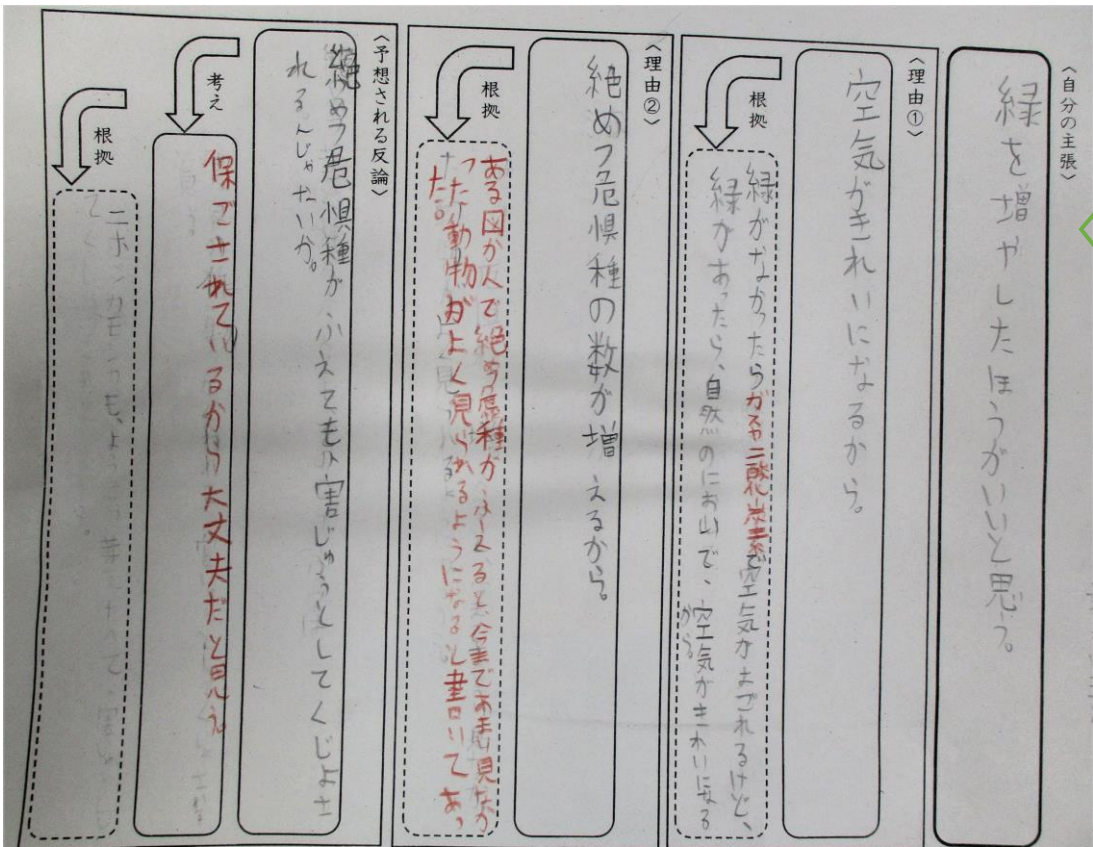 〈自分の主張〉
緑を増やしたほうがいいと思う。
〈理由①〉
空気がきれいになるから。
根拠
緑がなかったらガスや二酸化炭素で空気がよごれるけど、
緑があったら、自然のにおいで、空気がきれいになる
から。
〈理由②〉
絶めつ危惧種の数が増えるから。
根拠
ある図か人で絶めつ危惧種がふえると、今まであまり見なか
った動物がよく見られるようになると書いてあっ
た。
〈予想される反論〉
絶めつ危惧種がふえても、害じゅうとしてくじょさ
れるんじゃないか。
考え
保ごされているから大丈夫だと思う。
根拠
ニホンカモシカも、